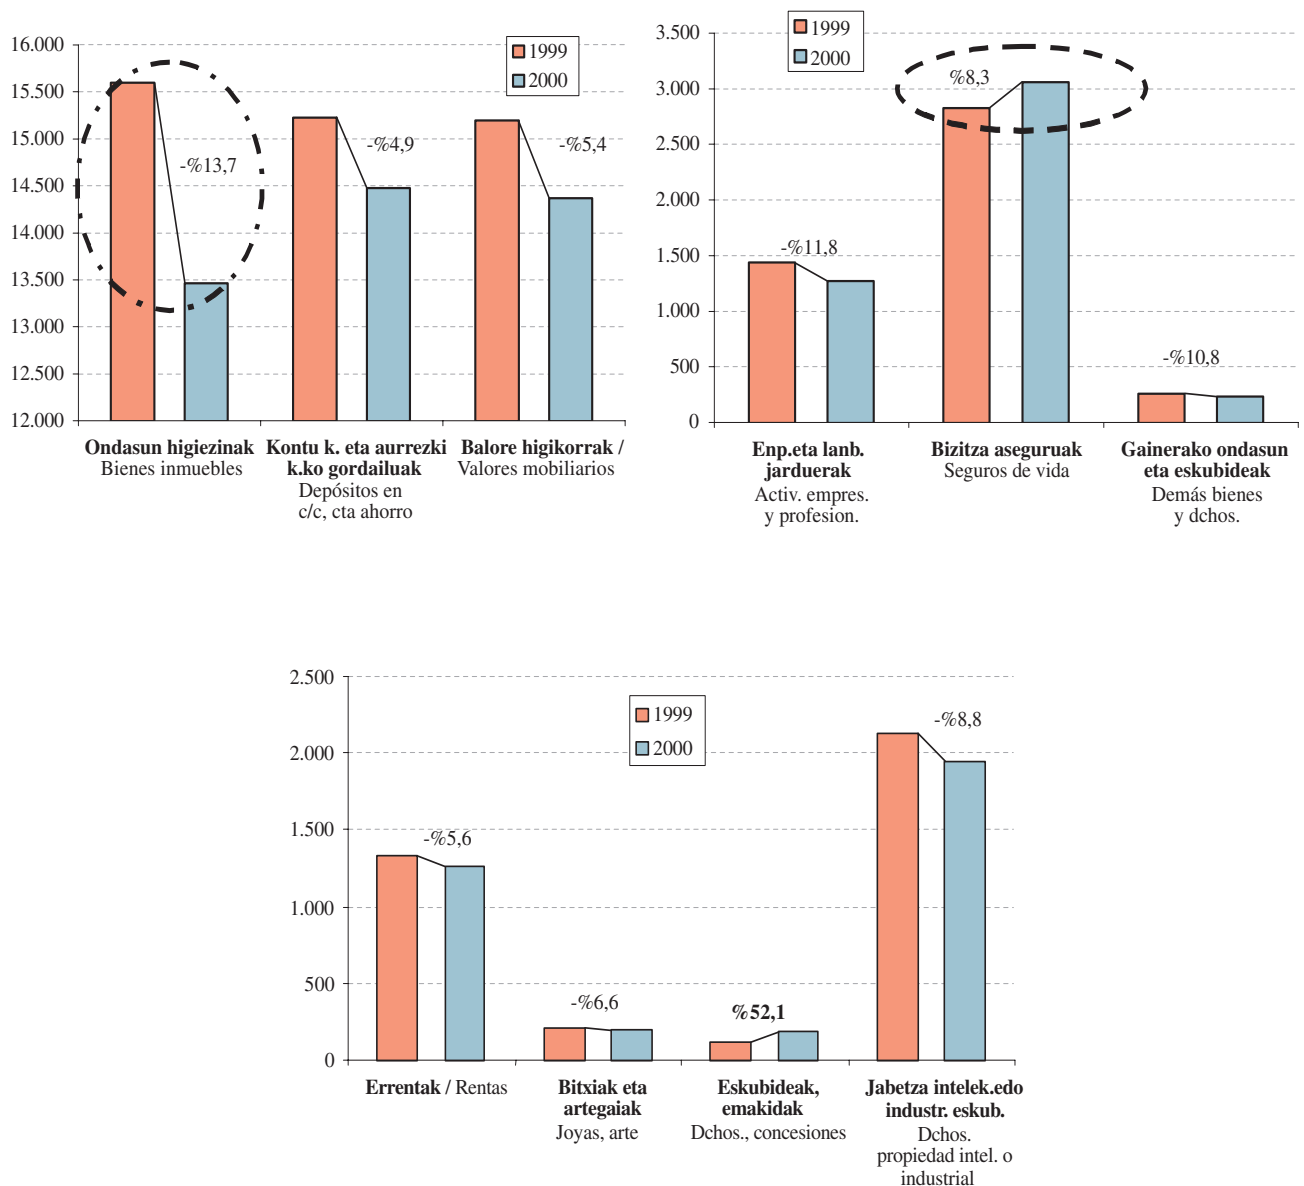 16.000
15.500
15.000
14.500
14.000
13.500
13.000
12.500
12.000
1999
2000
-%13,7
-%4,9
-%5,4
Ondasun higiezinak
Bienes inmuebles
Kontu k. eta aurrezki
k.ko gordailuak
Depósitos en
c/c, cta ahorro
Balore higikorrak /
Valores mobiliarios
3.500
3.000
2.500
2.000
1.500
1.000
500
0
1999
2000
-%11,8
%8,3
-%10,8
Enp.eta lanb.
jarduerak
Activ. empres.
y profesion.
Bizitza aseguruak
Seguros de vida
Gainerako ondasun
eta eskubideak
Demás bienes
y dchos.
2.500
2.000
1.500
1.000
500
0
1999
2000
-%5,6
-%6,6
%52,1
-%8,8
Errentak / Rentas
Bitxiak eta
artegaiak
Joyas, arte
Eskubideak,
emakidak
Dchos., concesiones
Jabetza intelek.edo
industr. eskub.
Dchos.
propiedad intel. o
industrial